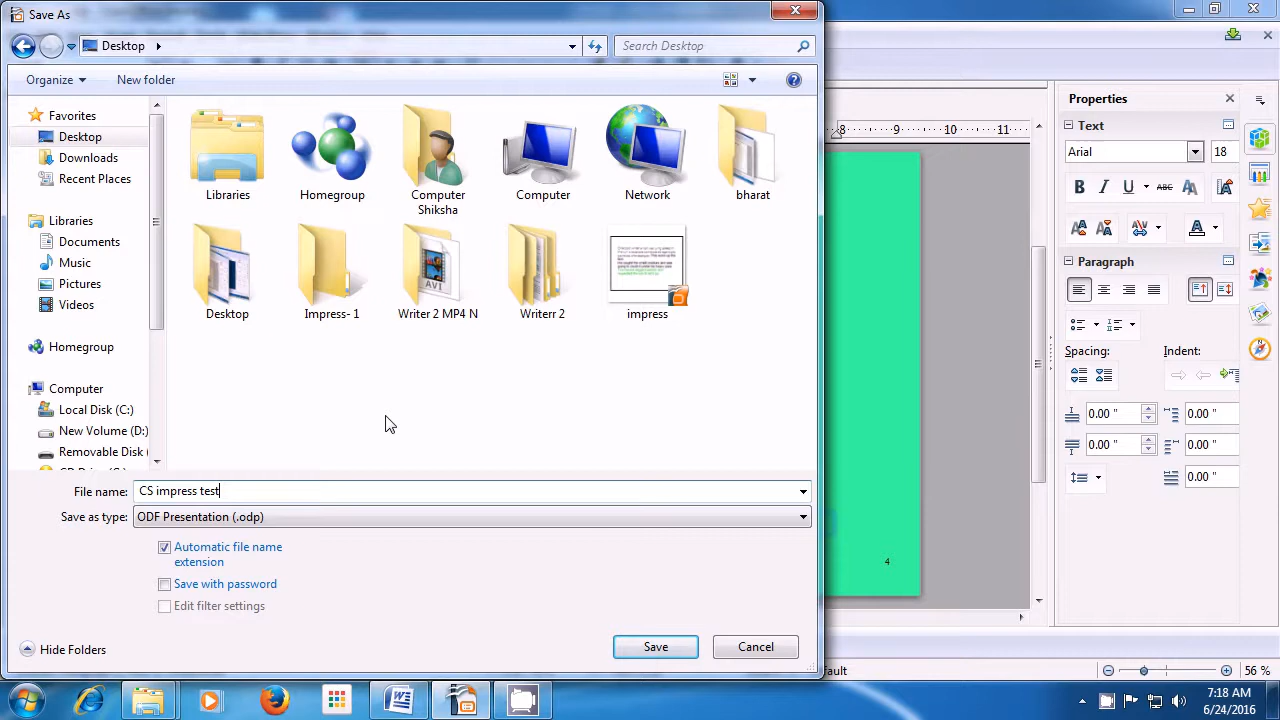 Save As
Desktop
Search Desktop
Organize
New folder
Favorites
Desktop
Downloads
Recent Places
Libraries
Documents
Music
Pictures
Videos
Homegroup
Computer
Local Disk (C:)
New Volume (D:)
Removable Disk (
Libraries
Homegroup
Computer
Shiksha
Computer
Network
bharat
Desktop
Impress- 1
AVI
Writer 2 MP4 N
Writerr 2
impress
File name:
CS impress test
Save as type:
ODF Presentation (.odp)
Automatic file name
extension
Save with password
Edit filter settings
Hide Folders
Save
Cancel
8 9 10 11
4
Properties
Text
Arial
18
B I U ABC A
Paragraph
Spacing:
Indent:
0.00 "
0.00 "
0.00 "
0.00 "
0.00 "
fault
56 %
7:18 AM
6/24/2016